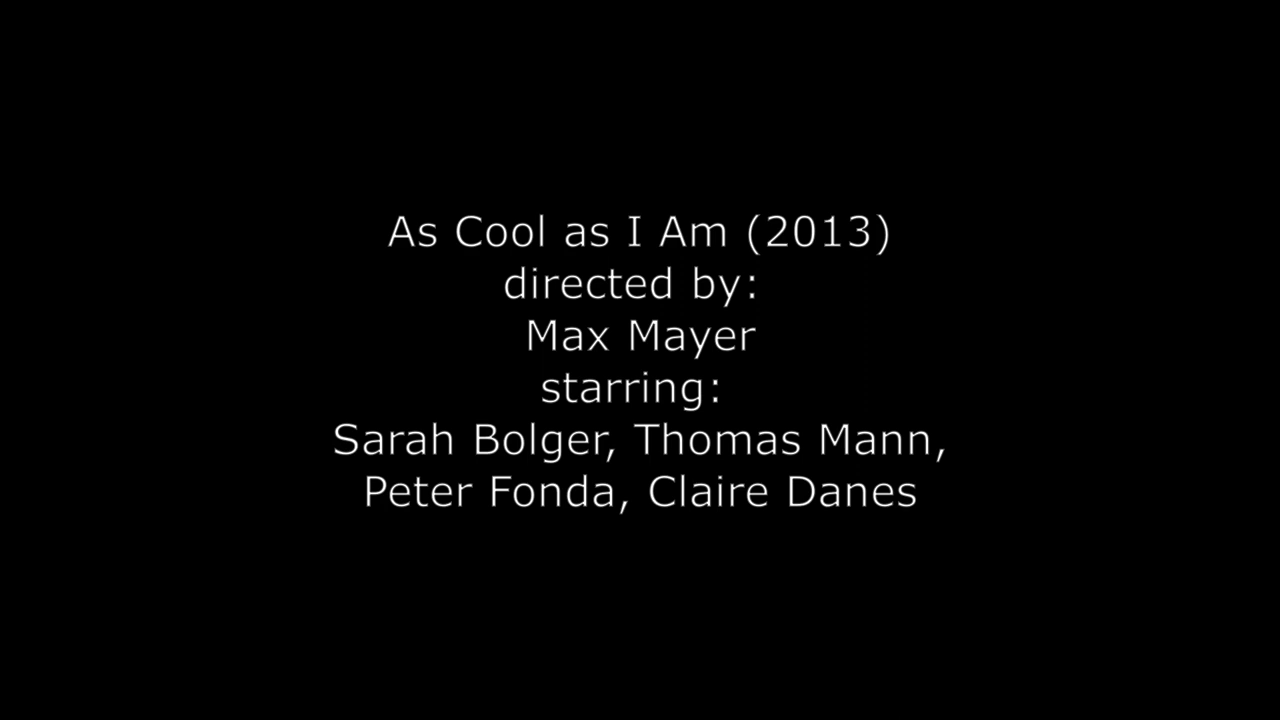 As Cool as I Am (2013)
directed by:
Max Mayer
starring:
Sarah Bolger, Thomas Mann,
Peter Fonda, Claire Danes